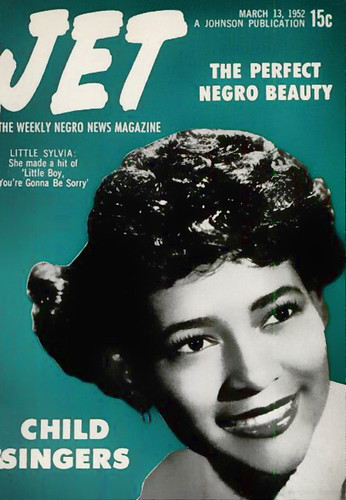 JET
MARCH 13, 1952
A JOHNSON PUBLICATION 15c
THE PERFECT
NEGRO BEAUTY
THE WEEKLY NEGRO NEWS MAGAZINE
LITTLE SYLVIA:
She made a hit of
'Little Boy,
You're Gonna Be Sorry'
CHILD
SINGERS